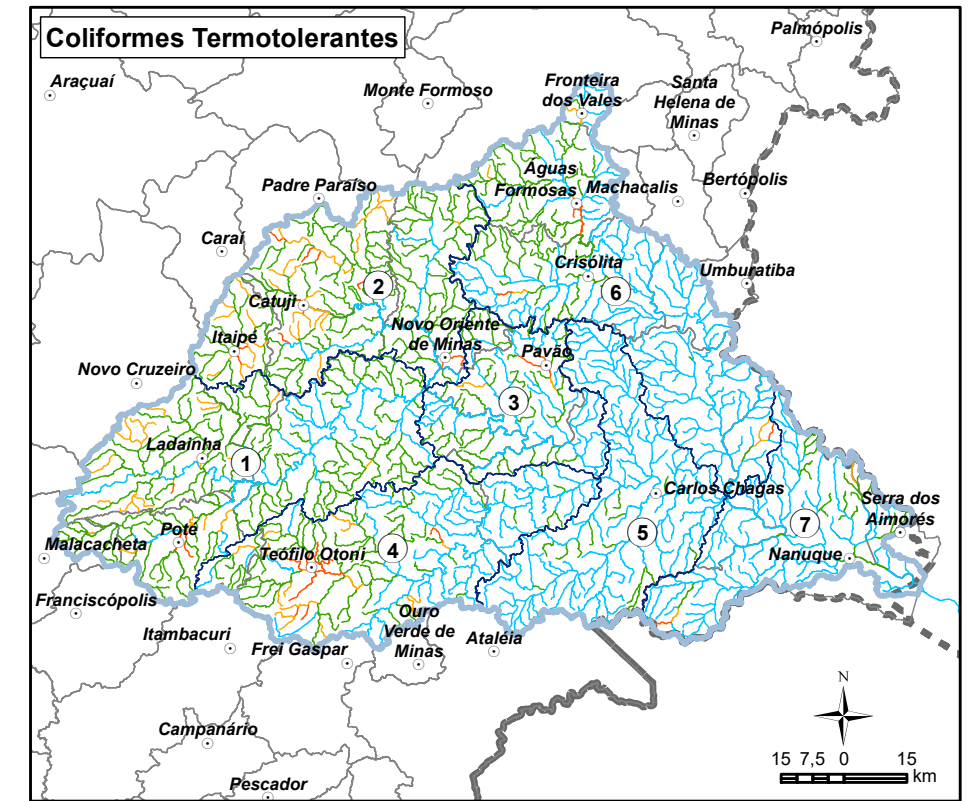 Coliformes Termotolerantes
Palmópolis
Araçuaí
Monte Formoso
Fronteira
dos Vales
Santa
Helena de
Minas
Águas
Formosas
Machacalis
Bertópolis
Padre Paraíso
Caraí
Crisólita
Umburatiba
2
6
Catuji
Novo Oriente
de Minas
Itaipé
Pavão
Novo Cruzeiro
3
Ladainha
1
Carlos Chagas
Serra dos
Aimorés
7
Poté
5
4
Malacacheta
Teófilo Otoni
Nanuque
Franciscópolis
Ouro
Verde de
Minas
Itambacuri
Frei Gaspar
Ataléia
N
Campanário
15 7,5 0 15
km
Pescador